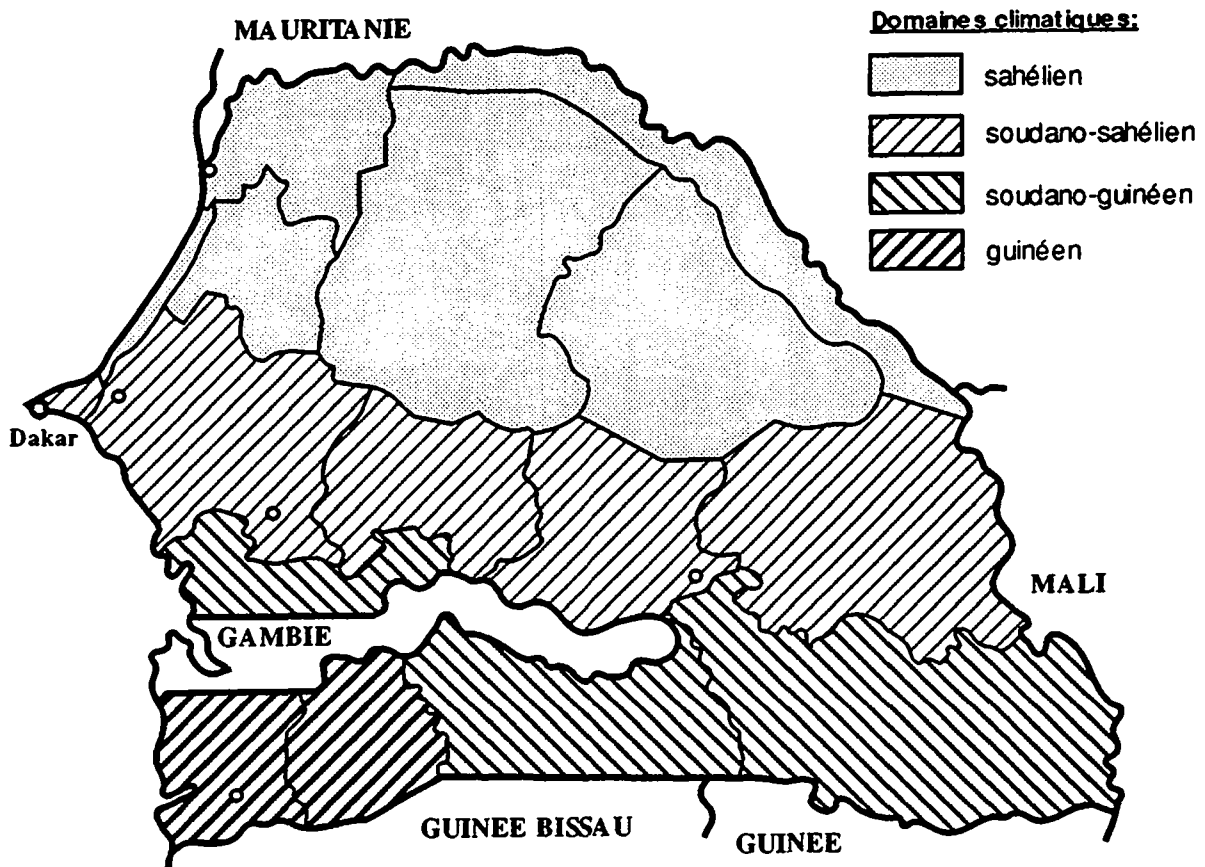 Domaines climatiques:
MAURITANIE
sahélien
soudano-sahélien
soudano-guinéen
guinéen
Dakar
MALI
GAMBIE
GUINEE BISSAU
GUINEE